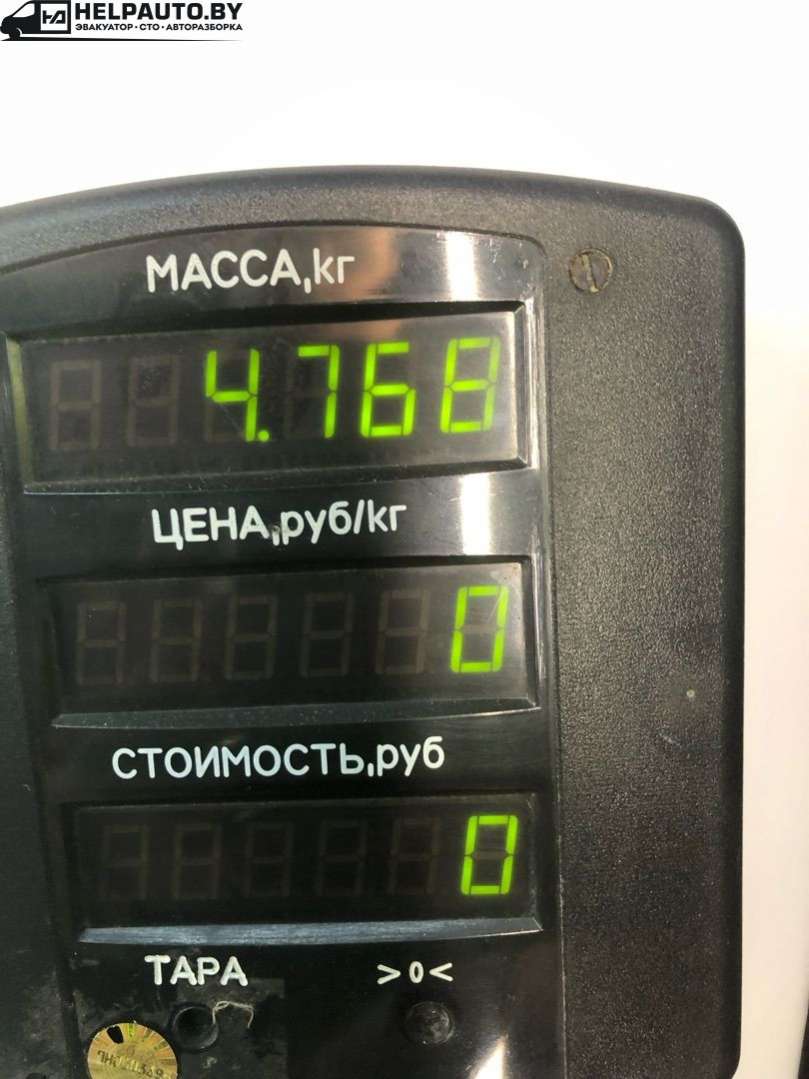 HELPAUTO.BY
ЭВАКУАТОР•СТО•АВТОРАЗБОРКА
МАССА,кг
4.768
ЦЕНА,руб/кг
0
СТОИМОСТЬ,руб
0
ТАРА >0<